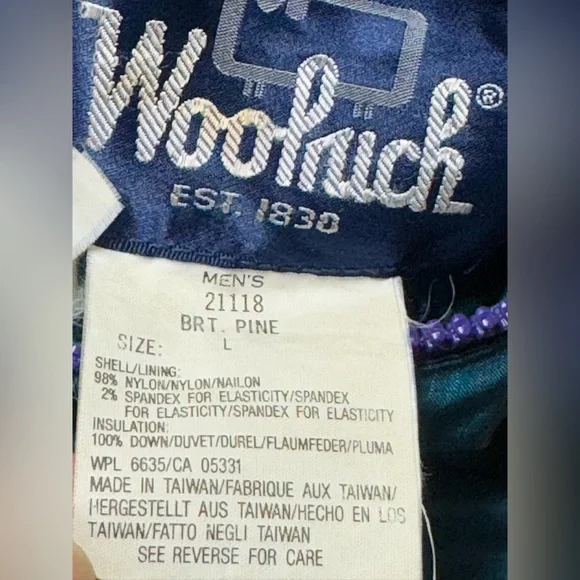 Woolrich®
EST. 1830
MEN'S
21118
BRT. PINE
SIZE: L
SHELL/LINING:
98% NYLON/NYLON/NAILON
2% SPANDEX FOR ELASTICITY/SPANDEX
FOR ELASTICITY/SPANDEX FOR ELASTICITY
INSULATION:
100% DOWN/DUVET/DUREL/FLAUMFEDER/PLUMA
WPL 6635/CA 05331
MADE IN TAIWAN/FABRIQUE AUX TAIWAN/
HERGESTELLT AUS TAIWAN/HECHO EN LOS
TAIWAN/FATTO NEGLI TAIWAN
SEE REVERSE FOR CARE